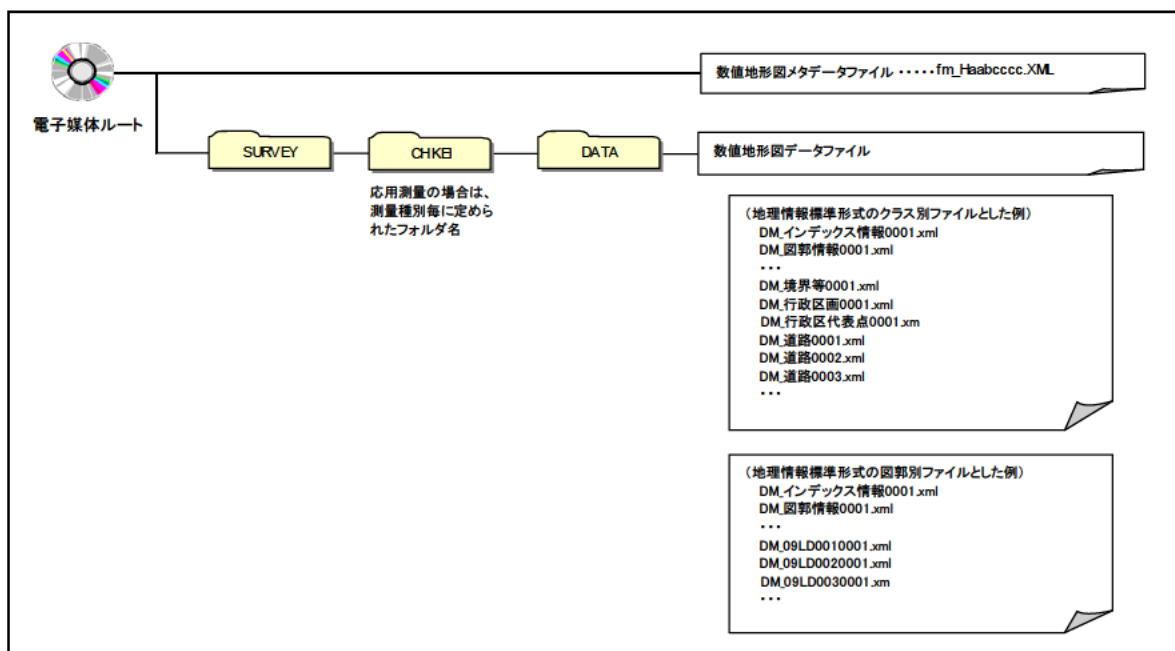 数値地形図メタデータファイル ・・・・・fm_Haabcccc.XML
電子媒体ルート
SURVEY
CHKEI
DATA
数値地形図データファイル
応用測量の場合は、
測量種別毎に定めら
れたフォルダ名
(地理情報標準形式のクラス別ファイルとした例)
DM_インデックス情報0001.xml
DM_図郭情報0001.xml
・・・
DM_境界等0001.xml
DM_行政区画0001.xml
DM_行政区代表点0001.xm
DM_道路0001.xml
DM_道路0002.xml
DM_道路0003.xml
・・・
(地理情報標準形式の図郭別ファイルとした例)
DM_インデックス情報0001.xml
DM_図郭情報0001.xml
・・・
DM_09LD0010001.xml
DM_09LD0020001.xml
DM_09LD0030001.xm
・・・